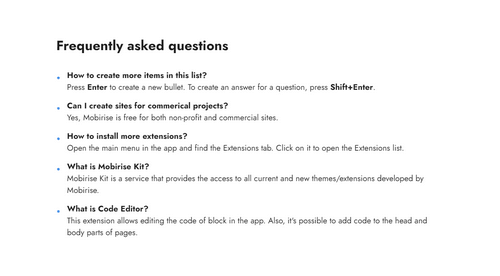 Frequently asked questions
How to create more items in this list?
Press Enter to create a new bullet. To create an answer for a question, press Shift+Enter.
Can I create sites for commerical projects?
Yes, Mobirise is free for both non-profit and commercial sites.
How to install more extensions?
Open the main menu in the app and find the Extensions tab. Click on it to open the Extensions list.
What is Mobirise Kit?
Mobirise Kit is a service that provides the access to all current and new themes/extensions developed by
Mobirise.
What is Code Editor?
This extension allows editing the code of block in the app. Also, it's possible to add code to the head and
body parts of pages.